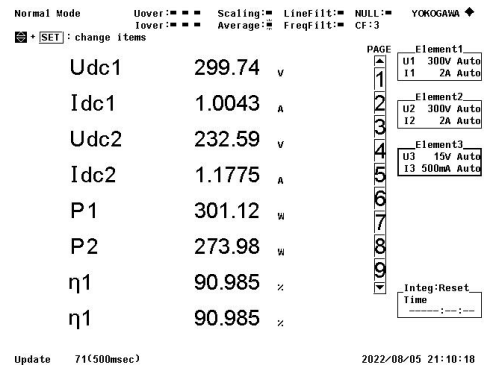 Normal Mode Uover: Scaling: LineFilt: NULL: YOKOGAWA
Iover: Average: FreqFilt: CF:3
+ SET : change items
PAGE
Udc1 299.74 V
Idc1 1.0043 A
Udc2 232.59 V
Idc2 1.1775 A
P1 301.12 W
P2 273.98 W
η1 90.985 %
η1 90.985 %
1
2
3
4
5
6
7
8
9
Element1
U1 300V Auto
I1 2A Auto
Element2
U2 300V Auto
I2 2A Auto
Element3
U3 15V Auto
I3 500mA Auto
Integ:Reset
Time
-----:--:--
Update 71(500msec) 2022/08/05 21:10:18